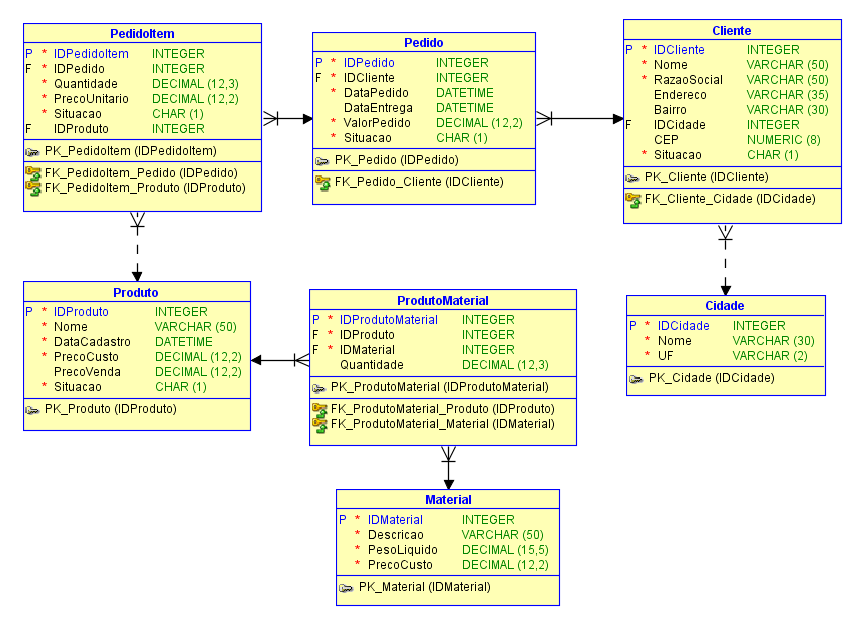 PedidoItem
P * IDPedidoItem INTEGER
F * IDPedido INTEGER
* Quantidade DECIMAL (12,3)
* PrecoUnitario DECIMAL (12,2)
* Situacao CHAR (1)
F IDProduto INTEGER
PK_PedidoItem (IDPedidoItem)
FK_PedidoItem_Pedido (IDPedido)
FK_PedidoItem_Produto (IDProduto)
Pedido
P * IDPedido INTEGER
F * IDCliente INTEGER
* DataPedido DATETIME
DataEntrega DATETIME
* ValorPedido DECIMAL (12,2)
* Situacao CHAR (1)
PK_Pedido (IDPedido)
FK_Pedido_Cliente (IDCliente)
Cliente
P * IDCliente INTEGER
* Nome VARCHAR (50)
* RazaoSocial VARCHAR (50)
Endereco VARCHAR (35)
Bairro VARCHAR (30)
F IDCidade INTEGER
CEP NUMERIC (8)
* Situacao CHAR (1)
PK_Cliente (IDCliente)
FK_Cliente_Cidade (IDCidade)
Produto
P * IDProduto INTEGER
* Nome VARCHAR (50)
* DataCadastro DATETIME
* PrecoCusto DECIMAL (12,2)
PrecoVenda DECIMAL (12,2)
* Situacao CHAR (1)
PK_Produto (IDProduto)
ProdutoMaterial
P * IDProdutoMaterial INTEGER
F * IDProduto INTEGER
F * IDMaterial INTEGER
Quantidade DECIMAL (12,3)
PK_ProdutoMaterial (IDProdutoMaterial)
FK_ProdutoMaterial_Produto (IDProduto)
FK_ProdutoMaterial_Material (IDMaterial)
Cidade
P * IDCidade INTEGER
* Nome VARCHAR (30)
* UF VARCHAR (2)
PK_Cidade (IDCidade)
Material
P * IDMaterial INTEGER
* Descricao VARCHAR (50)
* PesoLiquido DECIMAL (15,5)
* PrecoCusto DECIMAL (12,2)
PK_Material (IDMaterial)